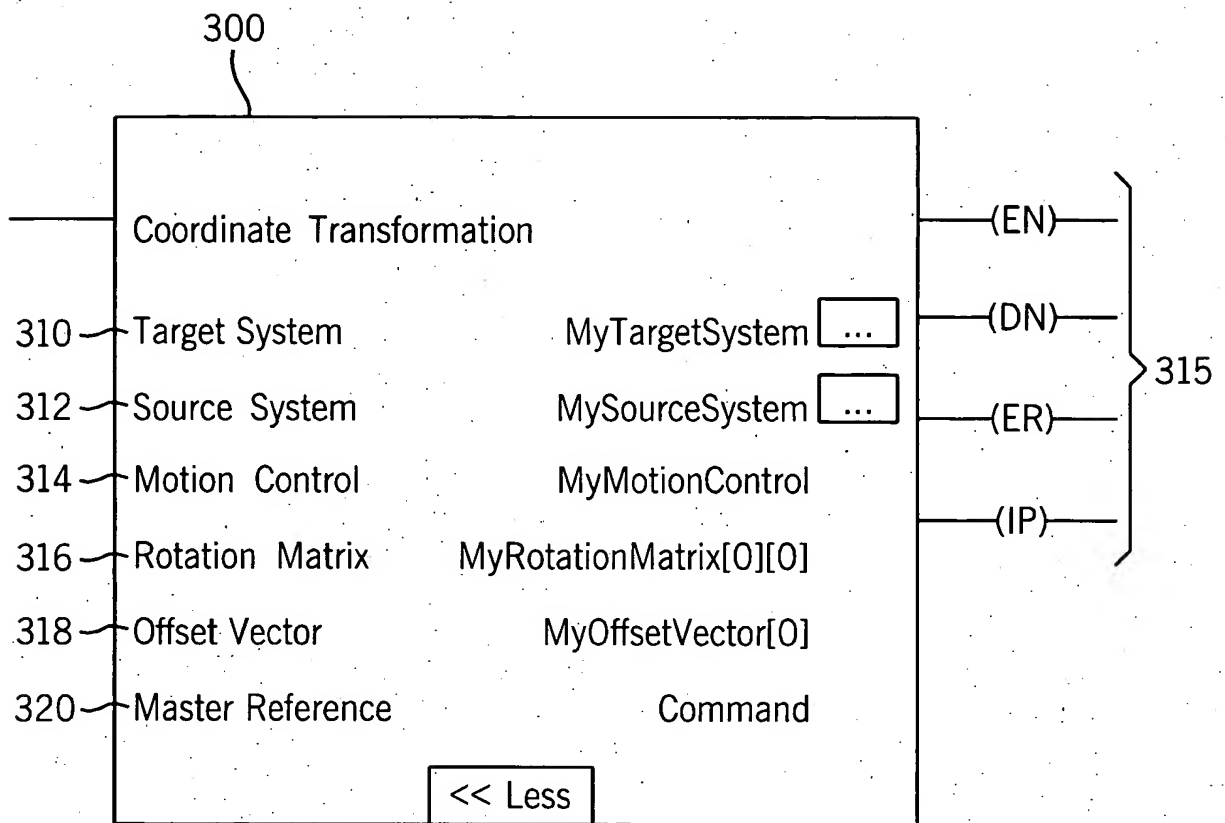 300
Coordinate Transformation
(EN)
310 Target System MyTargetSystem ...
(DN)
315
312 Source System MySourceSystem ...
(ER)
314 Motion Control MyMotionControl
(IP)
316 Rotation Matrix MyRotationMatrix[0][0]
318 Offset Vector MyOffsetVector[0]
320 Master Reference Command
<< Less